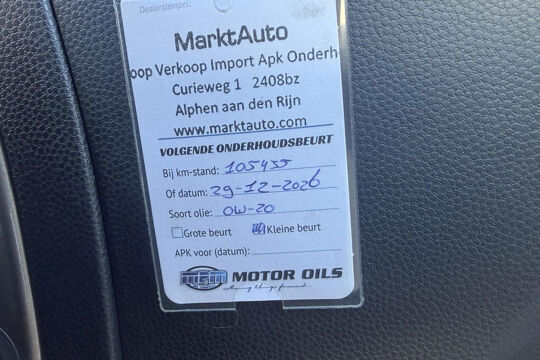 Dealerstempel:
MarktAuto
oop Verkoop Import Apk Onderh
Curieweg 1 2408bz
Alphen aan den Rijn
www.marktauto.com
VOLGENDE ONDERHOUDSBEURT
Bij km-stand: 105455
Of datum: 29-12-2026
Soort olie: OW-20
Grote beurt Kleine beurt
APK voor (datum):
MPM MOTOR OILS